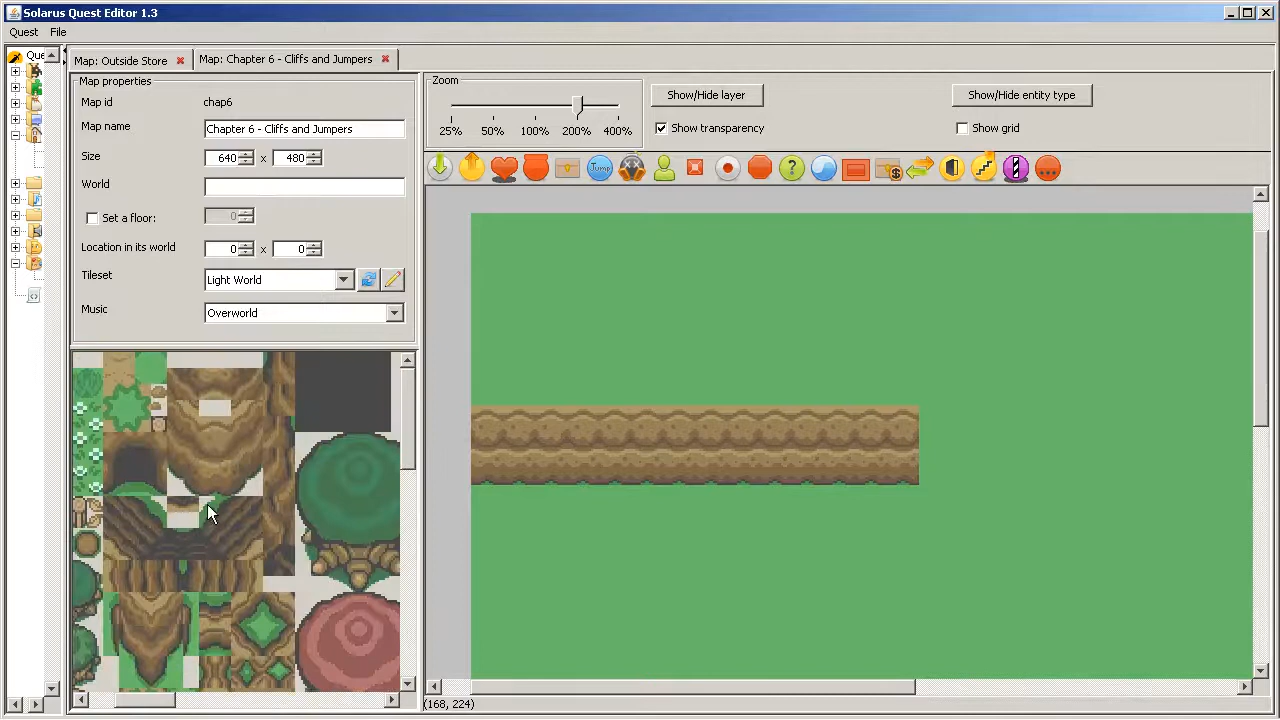 Solarus Quest Editor 1.3
Quest File
Que
Map: Outside Store
Map: Chapter 6 - Cliffs and Jumpers
Map properties
Map id chap6
Map name Chapter 6 - Cliffs and Jumpers
Size 640 x 480
World
Set a floor: 0
Location in its world 0 x 0
Tileset Light World
Music Overworld
Zoom
25% 50% 100% 200% 400%
Show/Hide layer
Show transparency
Show/Hide entity type
Show grid
Jump
?
$
...
(168, 224)